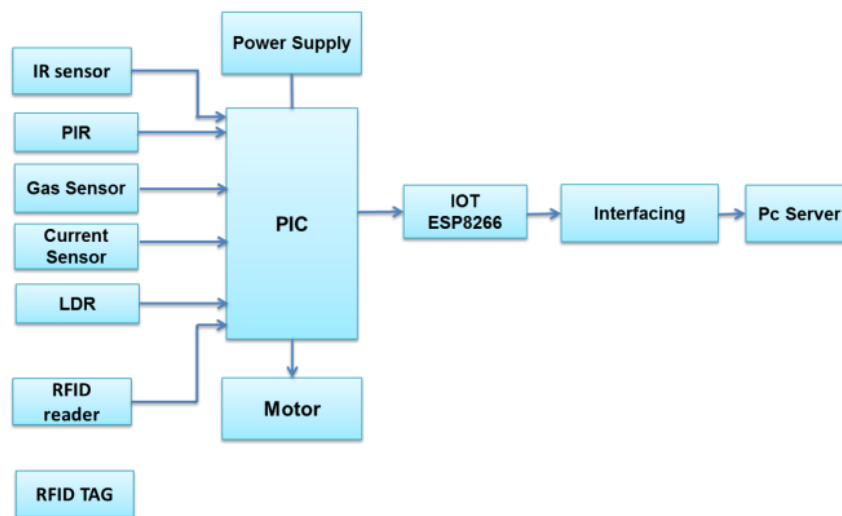 Power Supply
IR sensor
PIR
Gas Sensor
Current
Sensor
LDR
RFID
reader
RFID TAG
PIC
Motor
IOT
ESP8266
Interfacing
Pc Server